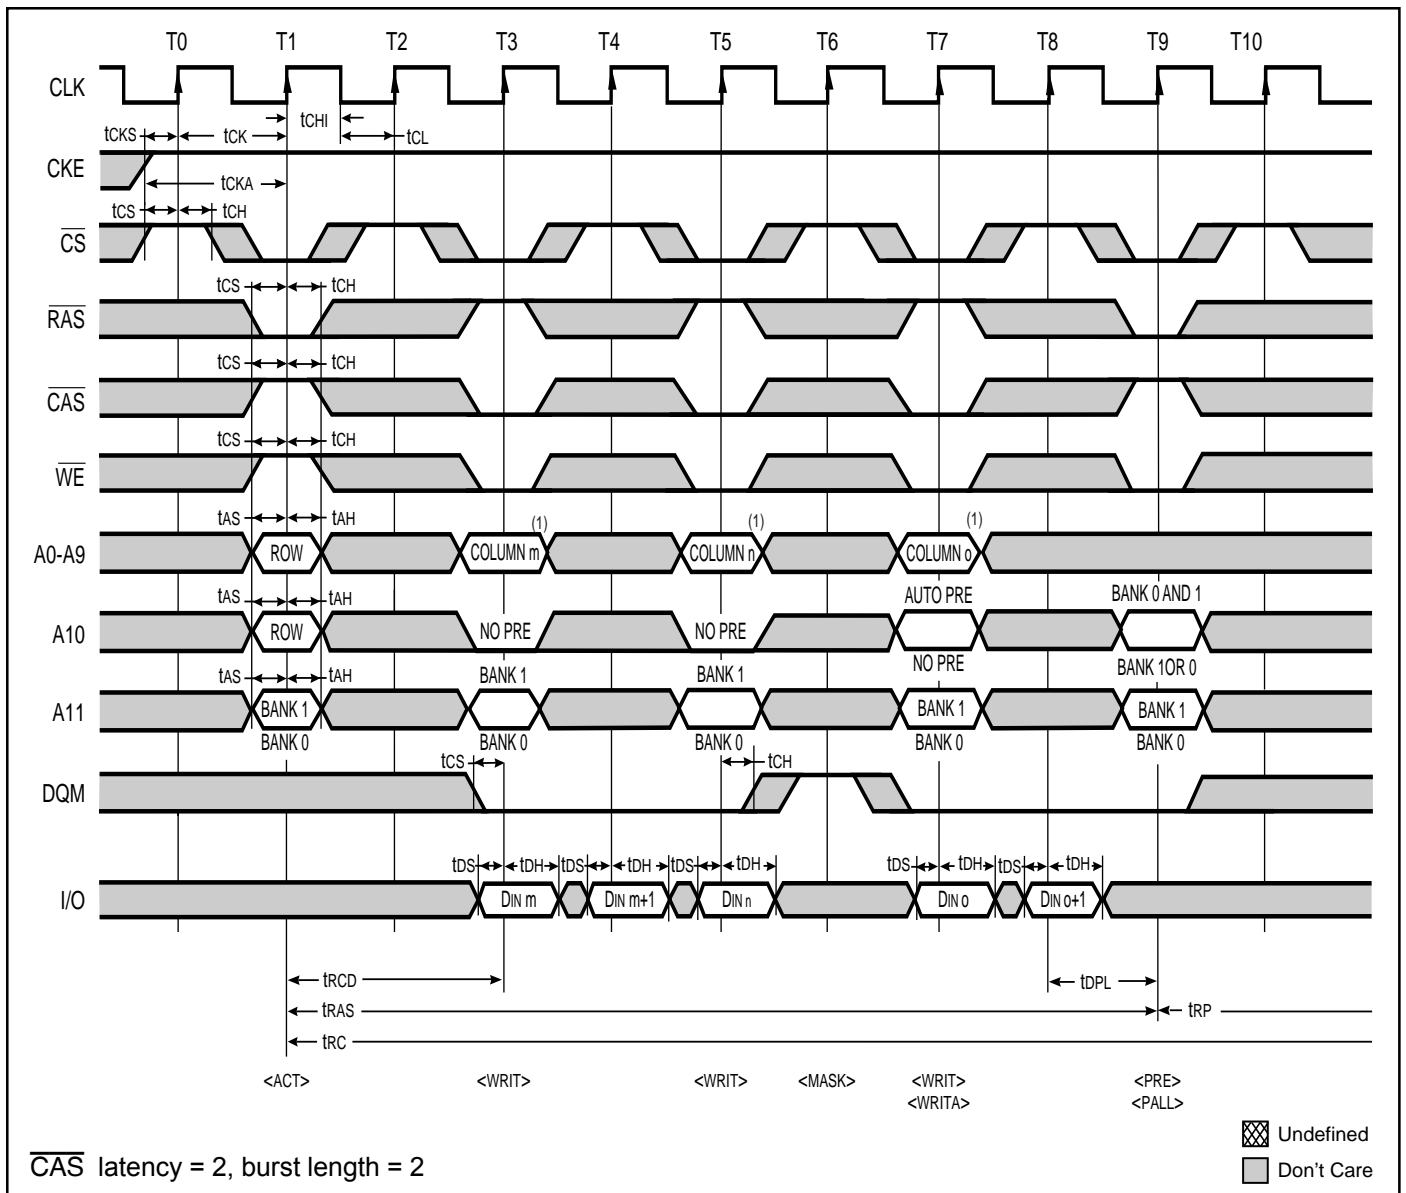 T0 T1 T2 T3 T4 T5 T6 T7 T8 T9 T10
CLK
tCHI
tCKS tCK tCL
CKE
tCKA
tCS tCH
CS
tCS tCH
RAS
tCS tCH
CAS
tCS tCH
WE
tAS tAH (1) (1) (1)
A0-A9 ROW COLUMN m COLUMN n COLUMN o
tAS tAH AUTO PRE BANK 0 AND 1
A10 ROW NO PRE NO PRE
NO PRE BANK 1OR 0
tAS tAH BANK 1 BANK 1
A11 BANK 1 BANK 1 BANK 1
BANK 0 BANK 0 BANK 0 BANK 0 BANK 0
tCS tCH
DQM
tDS tDH tDS tDH tDS tDH tDS tDH tDS tDH
I/O DIN m DIN m+1 DIN n DIN o DIN o+1
tRCD tDPL
tRAS tRP
tRC
<ACT> <WRIT> <WRIT> <MASK> <WRIT> <PRE>
<WRITA> <PALL>
Undefined
CAS latency = 2, burst length = 2
Don't Care